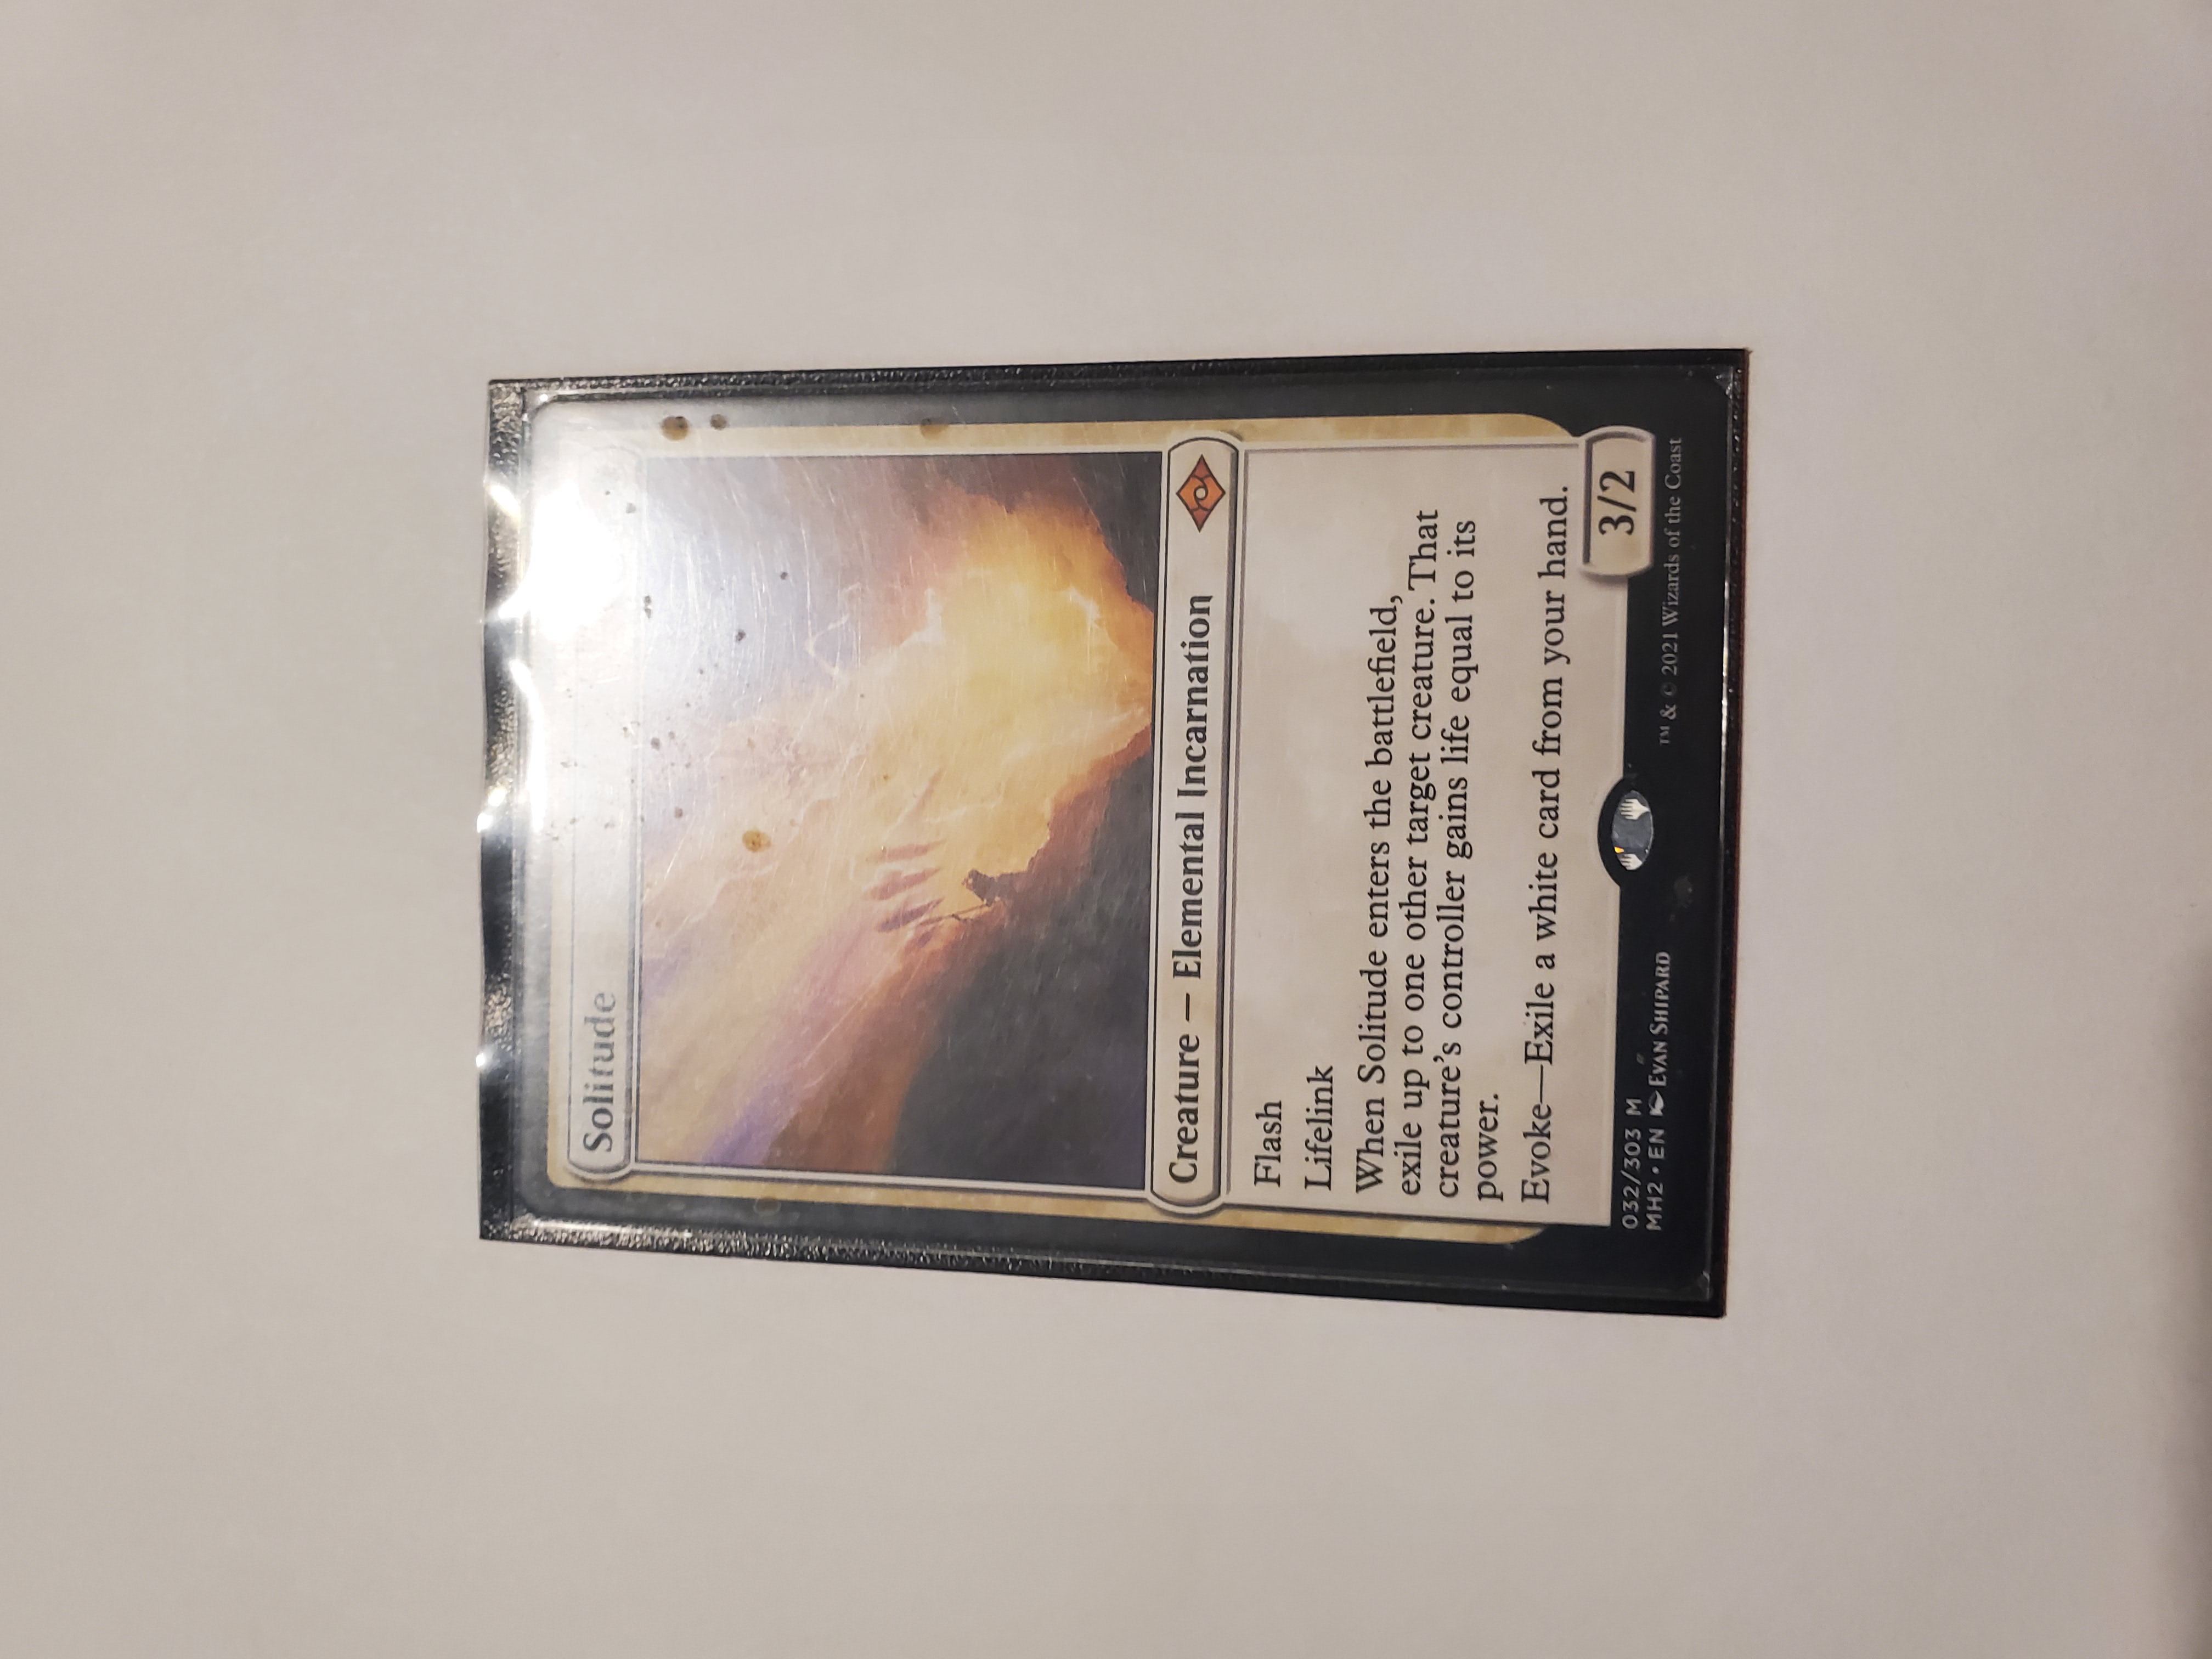 Solitude
Creature — Elemental Incarnation
Flash
Lifelink
When Solitude enters the battlefield,
exile up to one other target creature. That
creature's controller gains life equal to its
power.
Evoke—Exile a white card from your hand.
3/2
032/303 M
MH2 • EN Evan Shipard
™ & © 2021 Wizards of the Coast